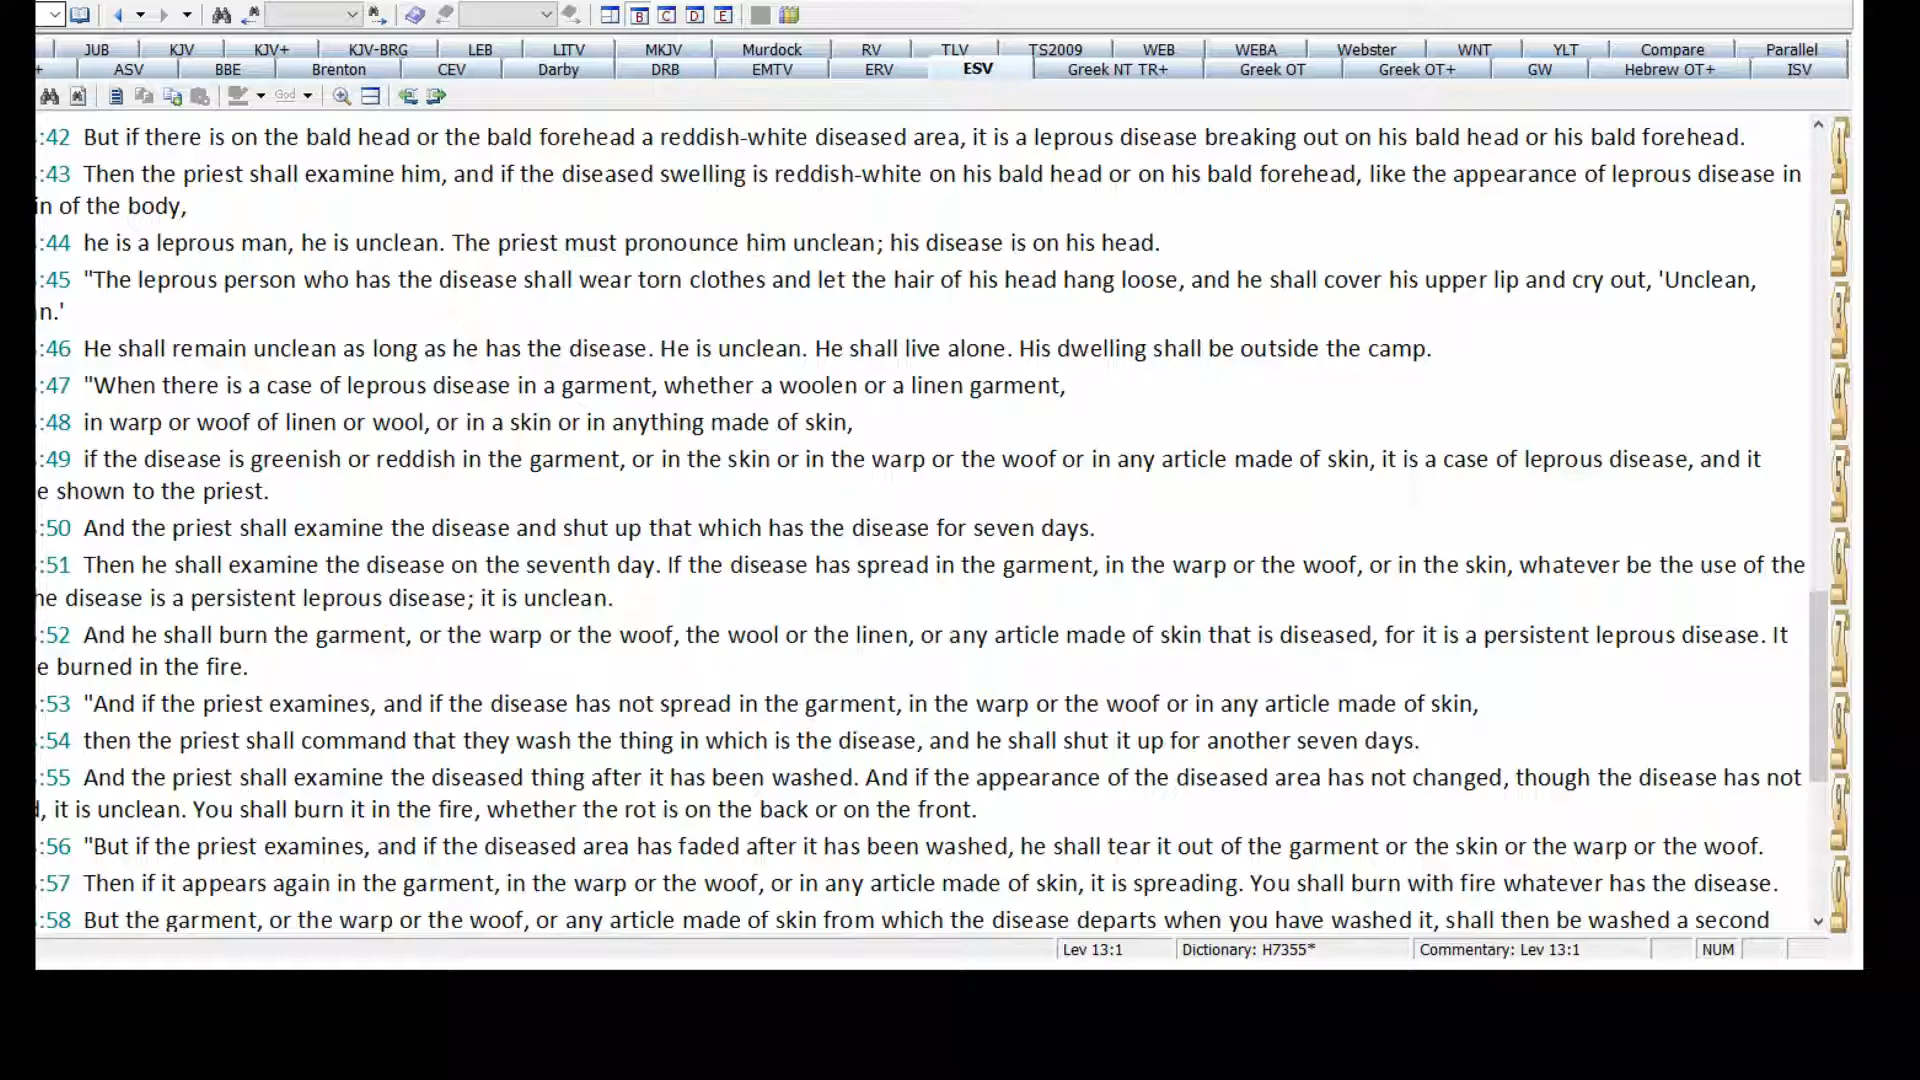 B C D E
JUB KJV KJV+ KJV-BRG LEB LITV MKJV Murdock RV TLV TS2009 WEB WEBA Webster WNT YLT Compare Parallel
+ ASV BBE Brenton CEV Darby DRB EMTV ERV ESV Greek NT TR+ Greek OT Greek OT+ GW Hebrew OT+ ISV
God
:42 But if there is on the bald head or the bald forehead a reddish-white diseased area, it is a leprous disease breaking out on his bald head or his bald forehead.
:43 Then the priest shall examine him, and if the diseased swelling is reddish-white on his bald head or on his bald forehead, like the appearance of leprous disease in
in of the body,
:44 he is a leprous man, he is unclean. The priest must pronounce him unclean; his disease is on his head.
:45 "The leprous person who has the disease shall wear torn clothes and let the hair of his head hang loose, and he shall cover his upper lip and cry out, 'Unclean,
n.'
:46 He shall remain unclean as long as he has the disease. He is unclean. He shall live alone. His dwelling shall be outside the camp.
:47 "When there is a case of leprous disease in a garment, whether a woolen or a linen garment,
:48 in warp or woof of linen or wool, or in a skin or in anything made of skin,
:49 if the disease is greenish or reddish in the garment, or in the skin or in the warp or the woof or in any article made of skin, it is a case of leprous disease, and it
e shown to the priest.
:50 And the priest shall examine the disease and shut up that which has the disease for seven days.
:51 Then he shall examine the disease on the seventh day. If the disease has spread in the garment, in the warp or the woof, or in the skin, whatever be the use of the
he disease is a persistent leprous disease; it is unclean.
:52 And he shall burn the garment, or the warp or the woof, the wool or the linen, or any article made of skin that is diseased, for it is a persistent leprous disease. It
e burned in the fire.
:53 "And if the priest examines, and if the disease has not spread in the garment, in the warp or the woof or in any article made of skin,
:54 then the priest shall command that they wash the thing in which is the disease, and he shall shut it up for another seven days.
:55 And the priest shall examine the diseased thing after it has been washed. And if the appearance of the diseased area has not changed, though the disease has not
d, it is unclean. You shall burn it in the fire, whether the rot is on the back or on the front.
:56 "But if the priest examines, and if the diseased area has faded after it has been washed, he shall tear it out of the garment or the skin or the warp or the woof.
:57 Then if it appears again in the garment, in the warp or the woof, or in any article made of skin, it is spreading. You shall burn with fire whatever has the disease.
:58 But the garment, or the warp or the woof, or any article made of skin from which the disease departs when you have washed it, shall then be washed a second
1
2
3
4
5
6
7
8
9
0
Lev 13:1 Dictionary: H7355* Commentary: Lev 13:1 NUM